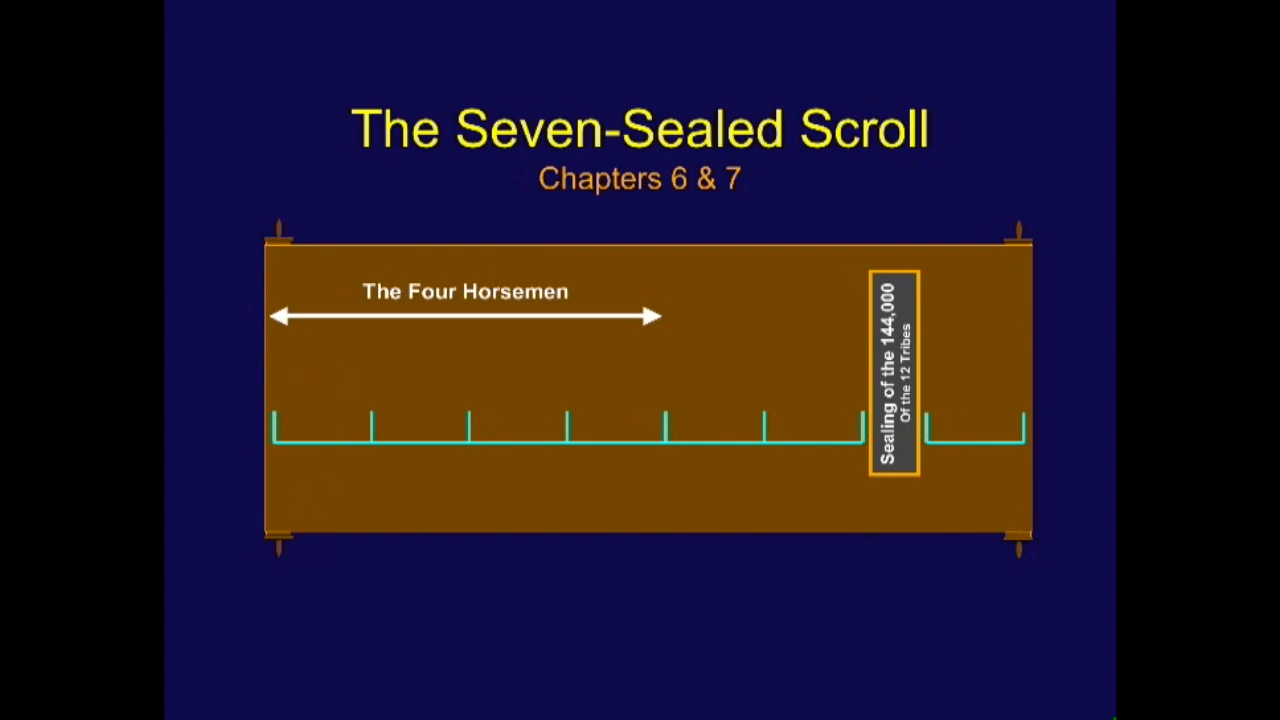 The Seven-Sealed Scroll
Chapters 6 & 7
The Four Horsemen
Sealing of the 144,000
Of the 12 Tribes